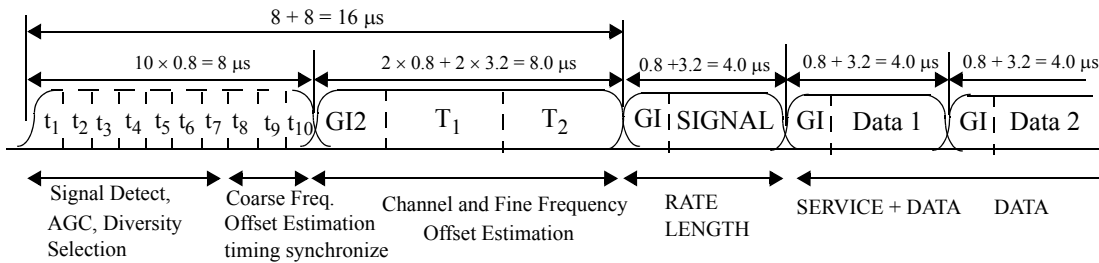 8 + 8 = 16 μs
10 × 0.8 = 8 μs
2 × 0.8 + 2 × 3.2 = 8.0 μs
0.8 +3.2 = 4.0 μs
0.8 + 3.2 = 4.0 μs
0.8 + 3.2 = 4.0 μs
t1 t2 t3 t4 t5 t6 t7 t8 t9 t10 GI2 T1 T2 GI SIGNAL GI Data 1 GI Data 2
Signal Detect,
AGC, Diversity
Selection
Coarse Freq.
Offset Estimation
timing synchronize
Channel and Fine Frequency
Offset Estimation
RATE
LENGTH
SERVICE + DATA
DATA